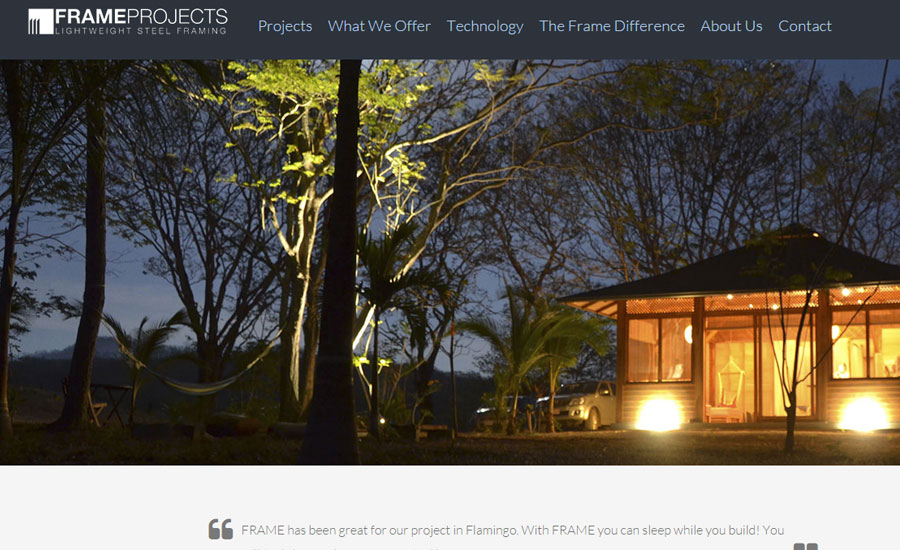 FRAMEPROJECTS
LIGHTWEIGHT STEEL FRAMING
Projects What We Offer Technology The Frame Difference About Us Contact
FRAME has been great for our project in Flamingo. With FRAME you can sleep while you build! You